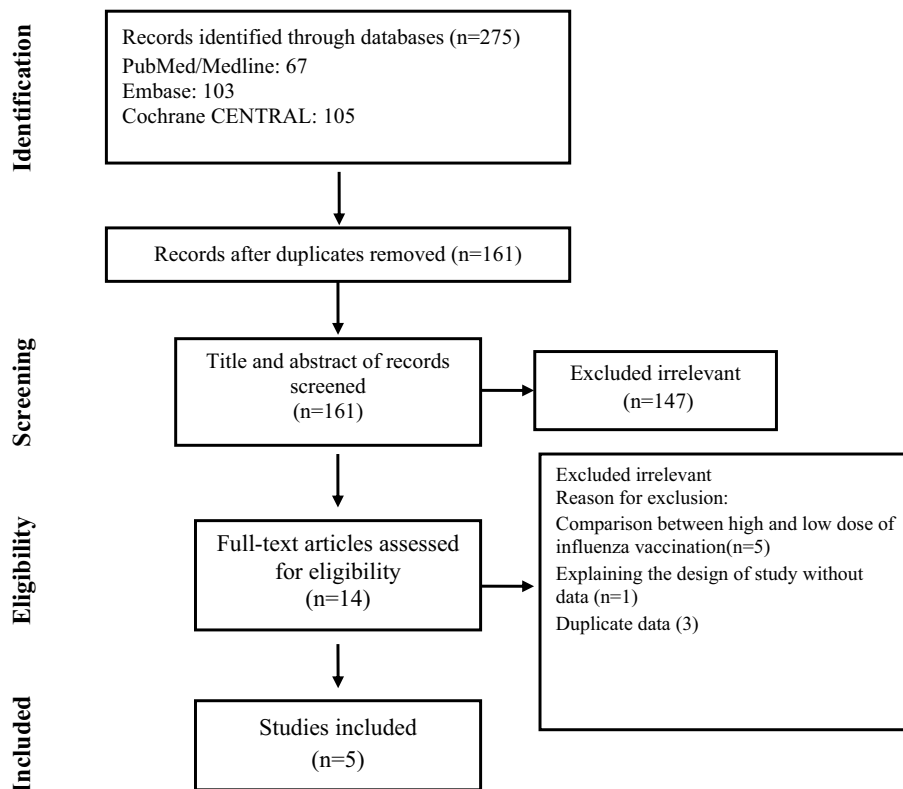 Identification
Records identified through databases (n=275)
PubMed/Medline: 67
Embase: 103
Cochrane CENTRAL: 105
Records after duplicates removed (n=161)
Screening
Title and abstract of records
screened
(n=161)
Excluded irrelevant
(n=147)
Eligibility
Full-text articles assessed
for eligibility
(n=14)
Excluded irrelevant
Reason for exclusion:
Comparison between high and low dose of
influenza vaccination(n=5)
Explaining the design of study without
data (n=1)
Duplicate data (3)
Included
Studies included
(n=5)